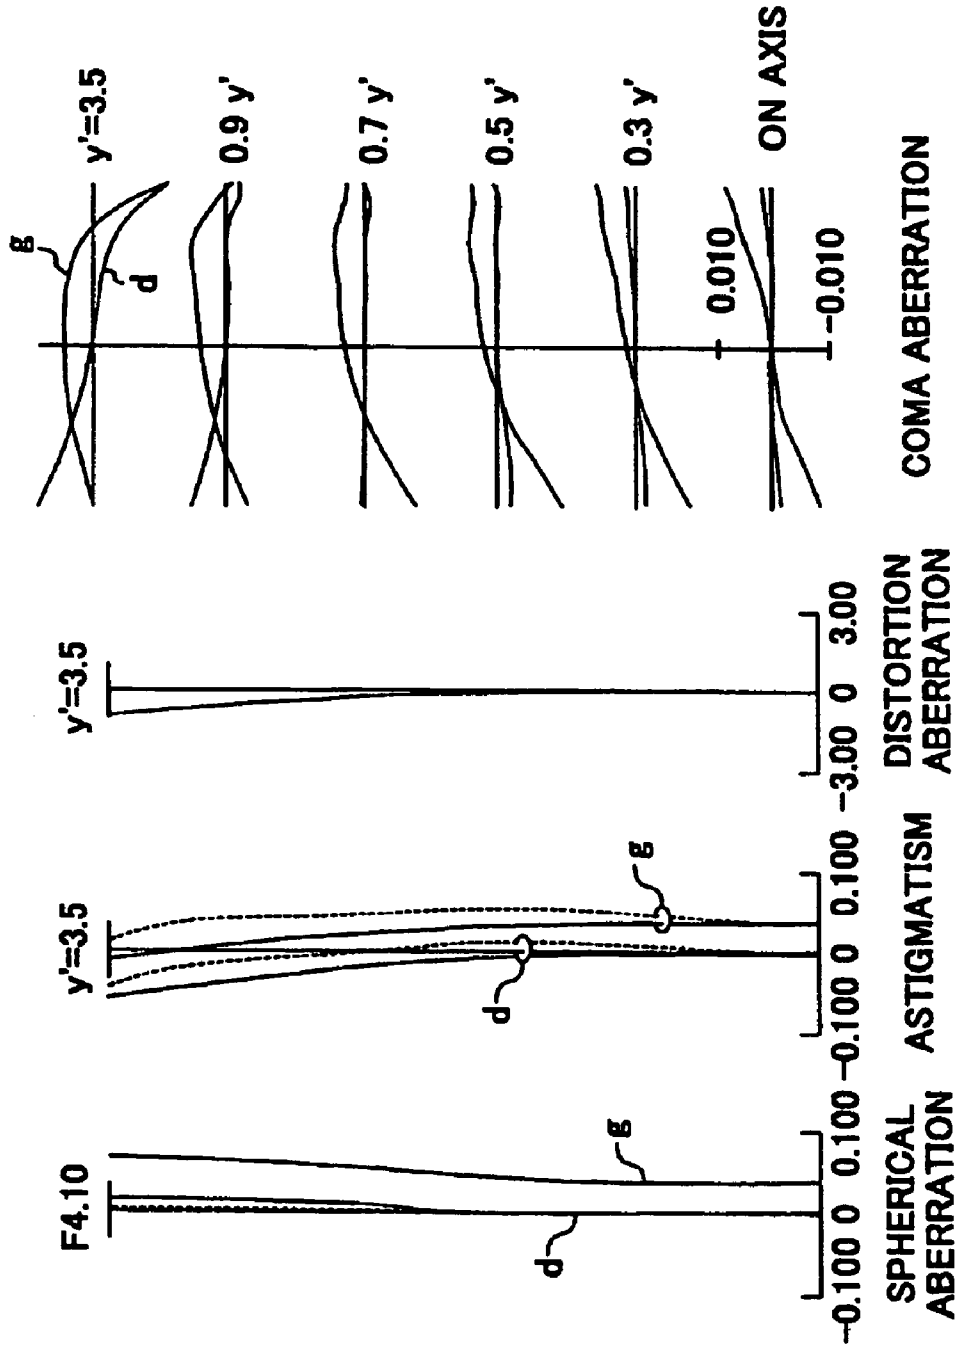 F4.10
g
d
-0.100 0 0.100
SPHERICAL
ABERRATION
y'=3.5
g
d
-0.100 0 0.100
ASTIGMATISM
y'=3.5
-3.00 0 3.00
DISTORTION
ABERRATION
g
y'=3.5
d
0.9 y'
0.7 y'
0.5 y'
0.3 y'
0.010
ON AXIS
-0.010
COMA ABERRATION